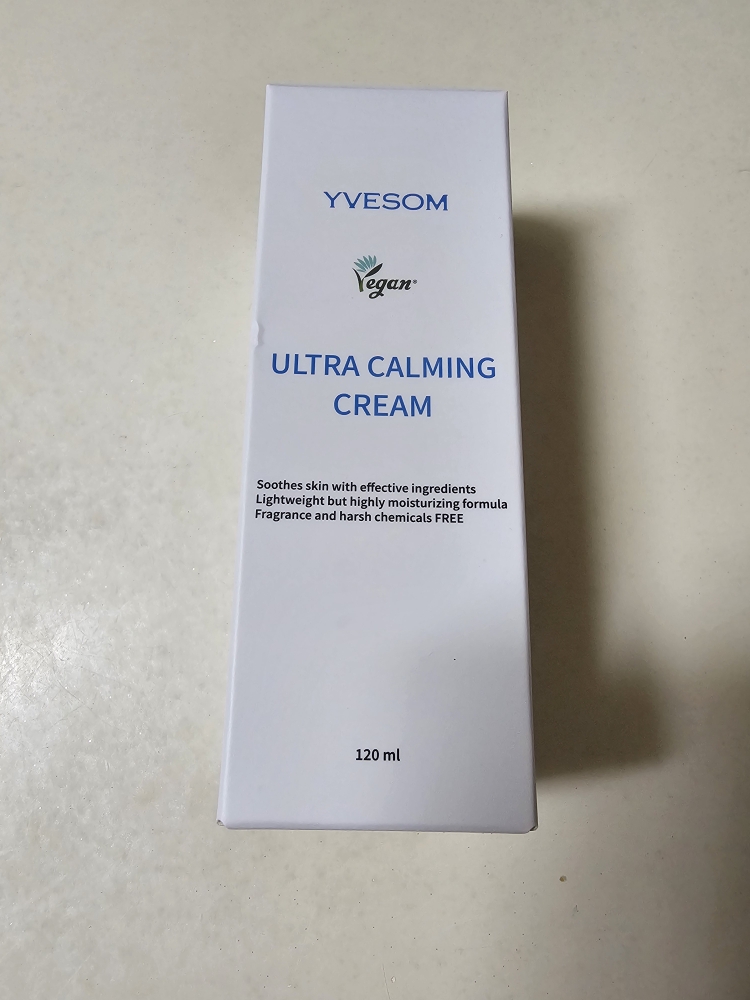 YVESOM
Vegan®
ULTRA CALMING
CREAM
Soothes skin with effective ingredients
Lightweight but highly moisturizing formula
Fragrance and harsh chemicals FREE
120 ml